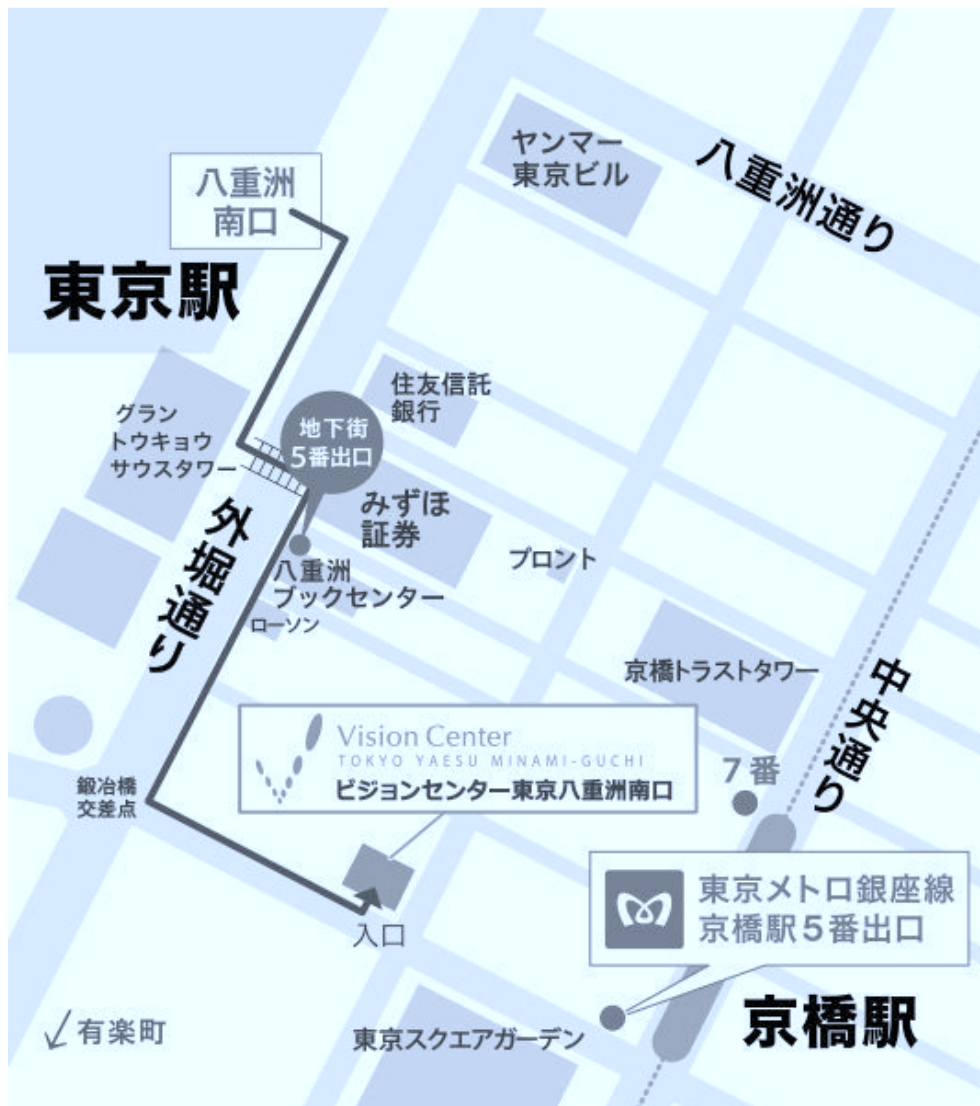 ヤンマー
東京ビル
八重洲通り
八重洲
南口
東京駅
住友信託
銀行
グラン
トウキョウ
サウスタワー
地下街
5番出口
みずほ
証券
外堀通り
プロント
八重洲
ブックセンター
ローソン
京橋トラストタワー
中央通り
Vision Center
TOKYO YAESU MINAMI-GUCHI
ビジョンセンター東京八重洲南口
7番
鍛冶橋
交差点
東京メトロ銀座線
京橋駅5番出口
入口
京橋駅
有楽町
東京スクエアガーデン